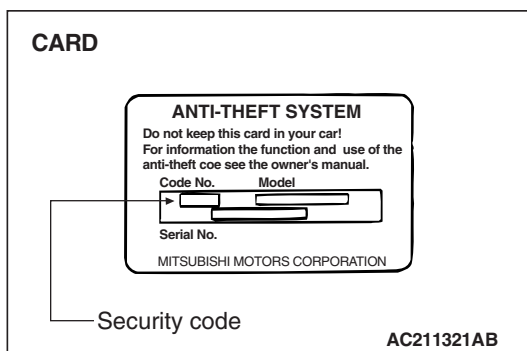 CARD
ANTI-THEFT SYSTEM
Do not keep this card in your car!
For information the function and use of the
anti-theft coe see the owner's manual.
Code No. Model
Serial No.
MITSUBISHI MOTORS CORPORATION
Security code
AC211321AB